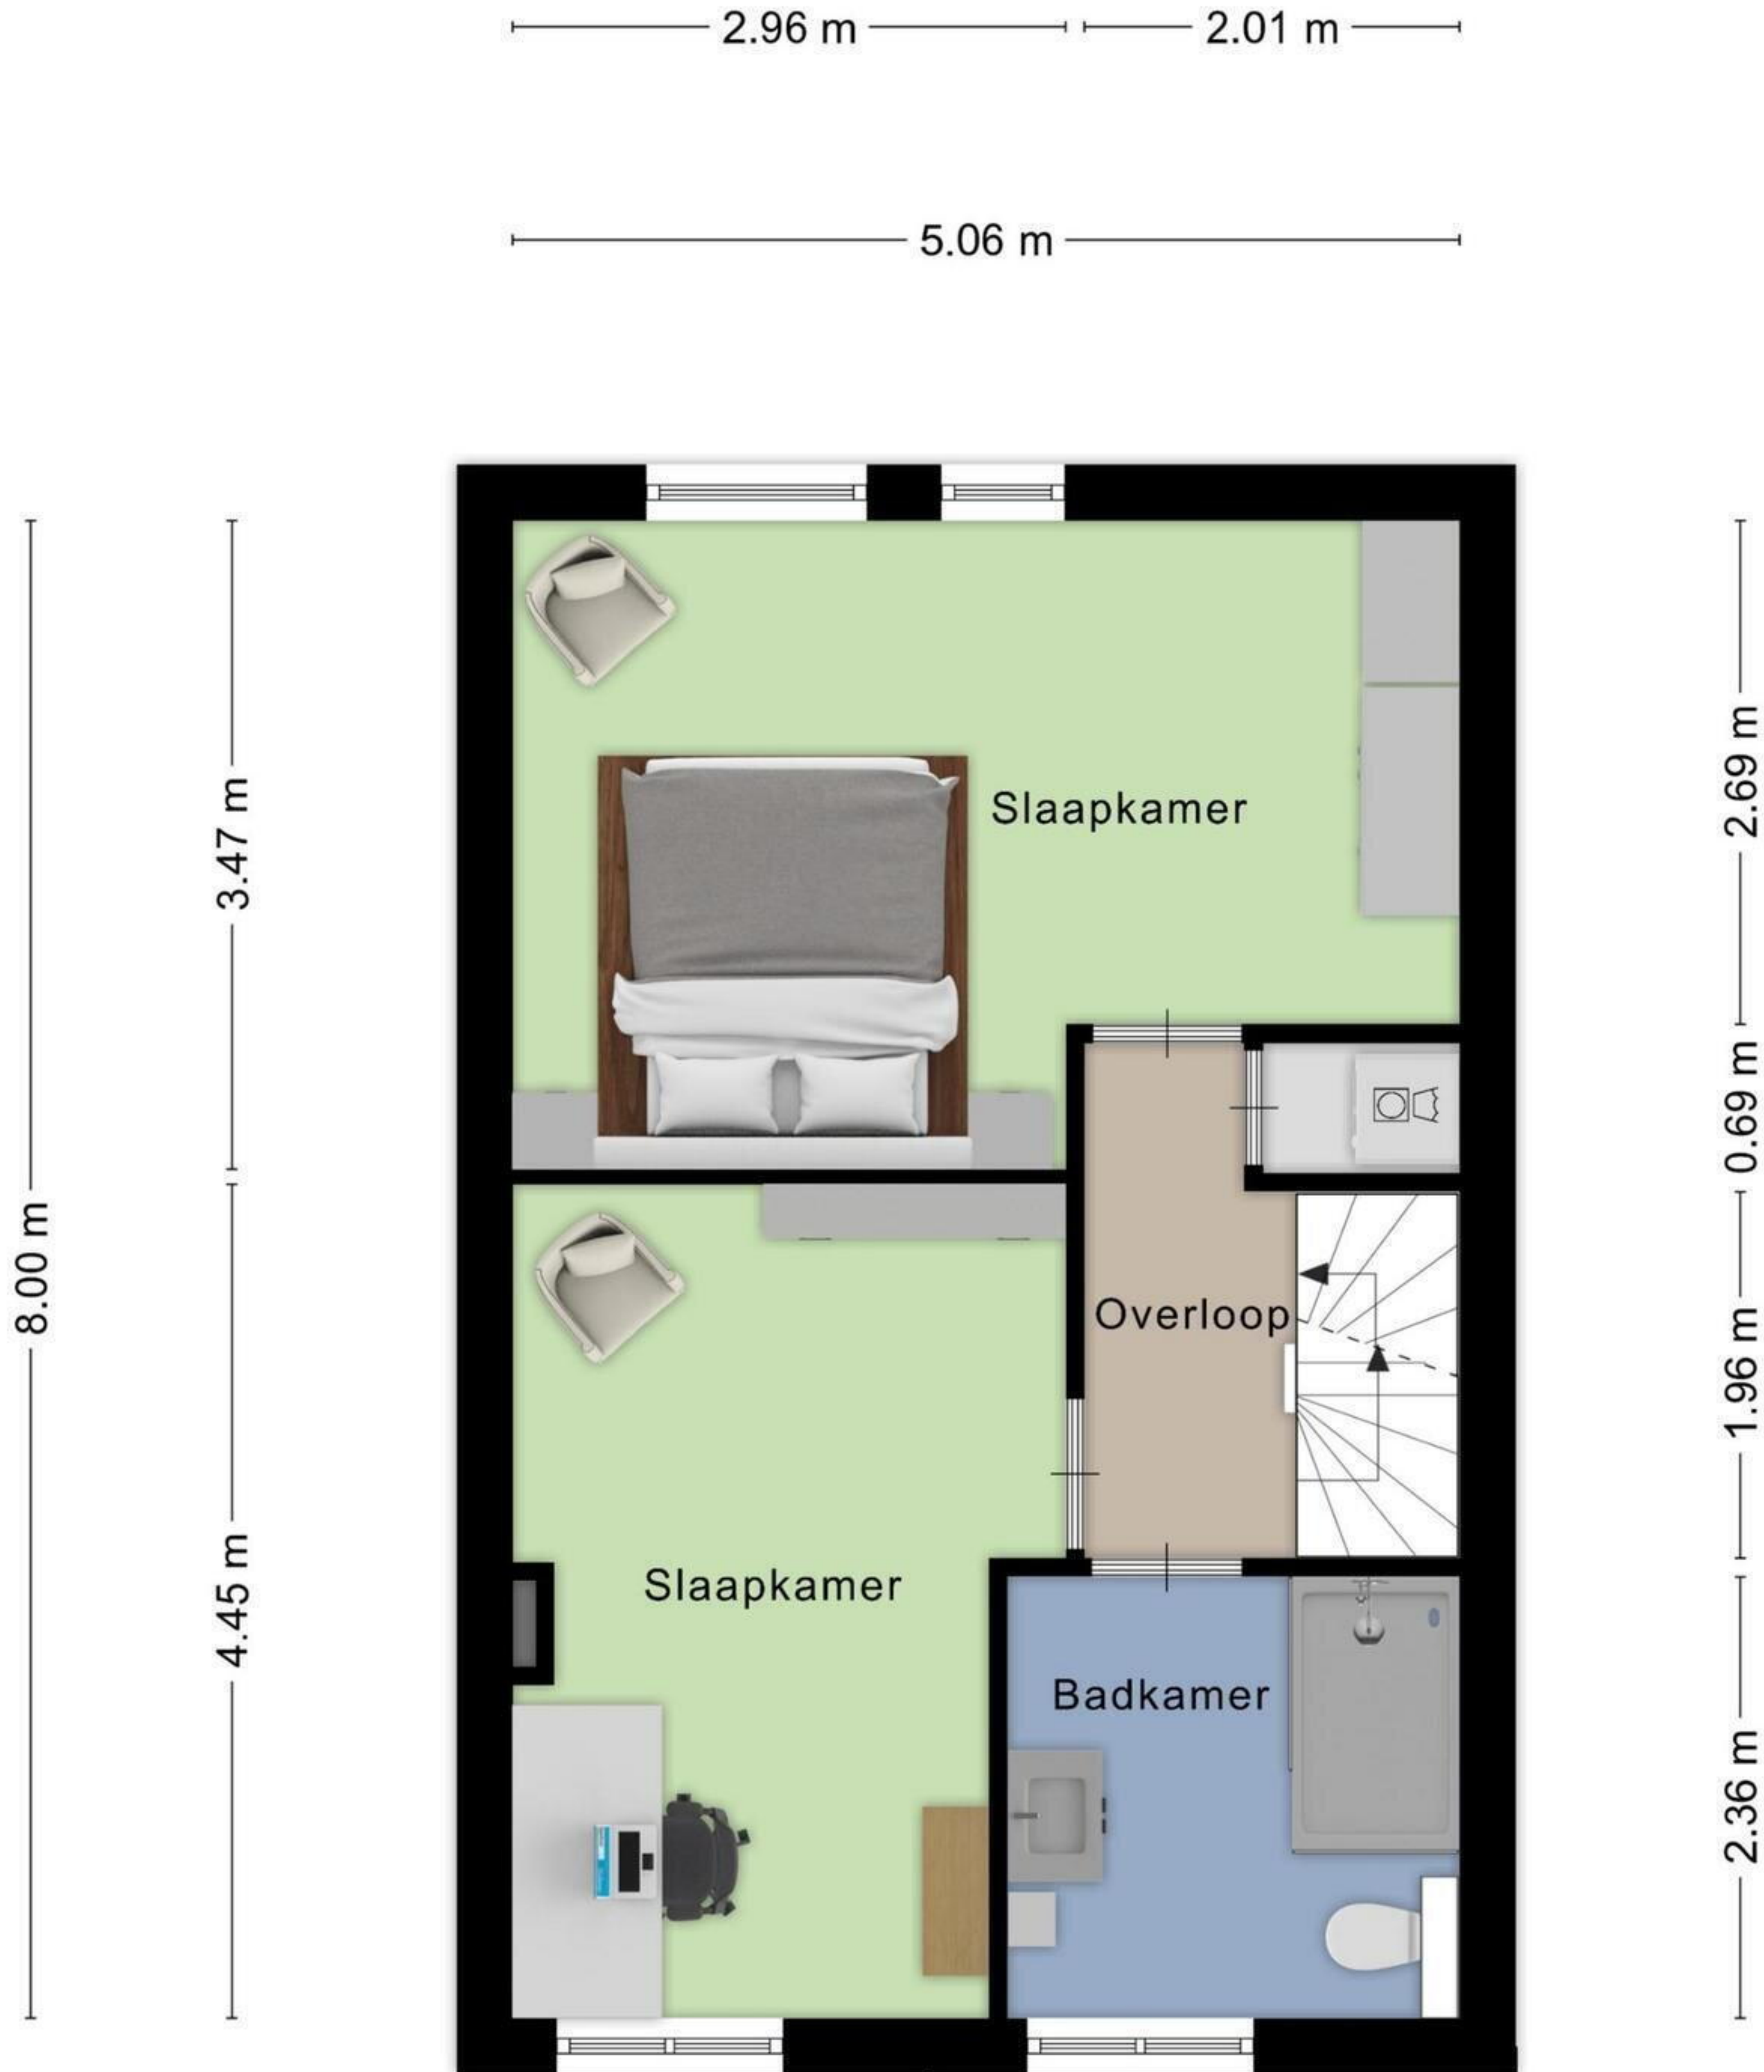 2.96 m
2.01 m
5.06 m
8.00 m
3.47 m
4.45 m
Slaapkamer
Overloop
Slaapkamer
Badkamer
2.69 m
0.69 m
1.96 m
2.36 m